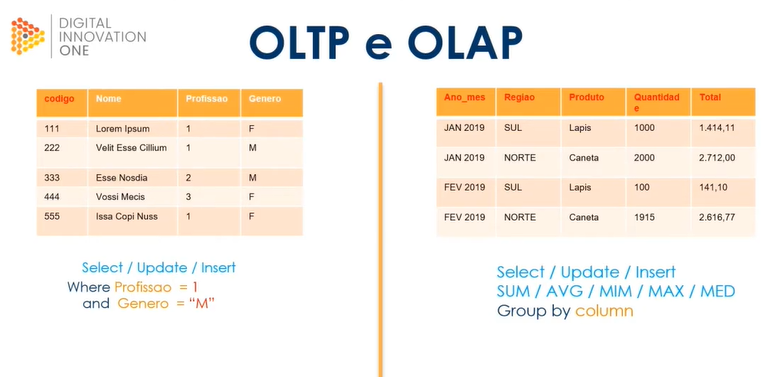 DIGITAL
INNOVATION
ONE
OLTP e OLAP
codigo Nome Profissao Genero
111 Lorem Ipsum 1 F
222 Velit Esse Cillium 1 M
333 Esse Nosdia 2 M
444 Vossi Mecis 3 F
555 Issa Copi Nuss 1 F
Select / Update / Insert
Where Profissao = 1
and Genero = “M”
Ano_mes Regiao Produto Quantidad Total
e
JAN 2019 SUL Lapis 1000 1.414,11
JAN 2019 NORTE Caneta 2000 2.712,00
FEV 2019 SUL Lapis 100 141,10
FEV 2019 NORTE Caneta 1915 2.616,77
Select / Update / Insert
SUM / AVG / MIM / MAX / MED
Group by column